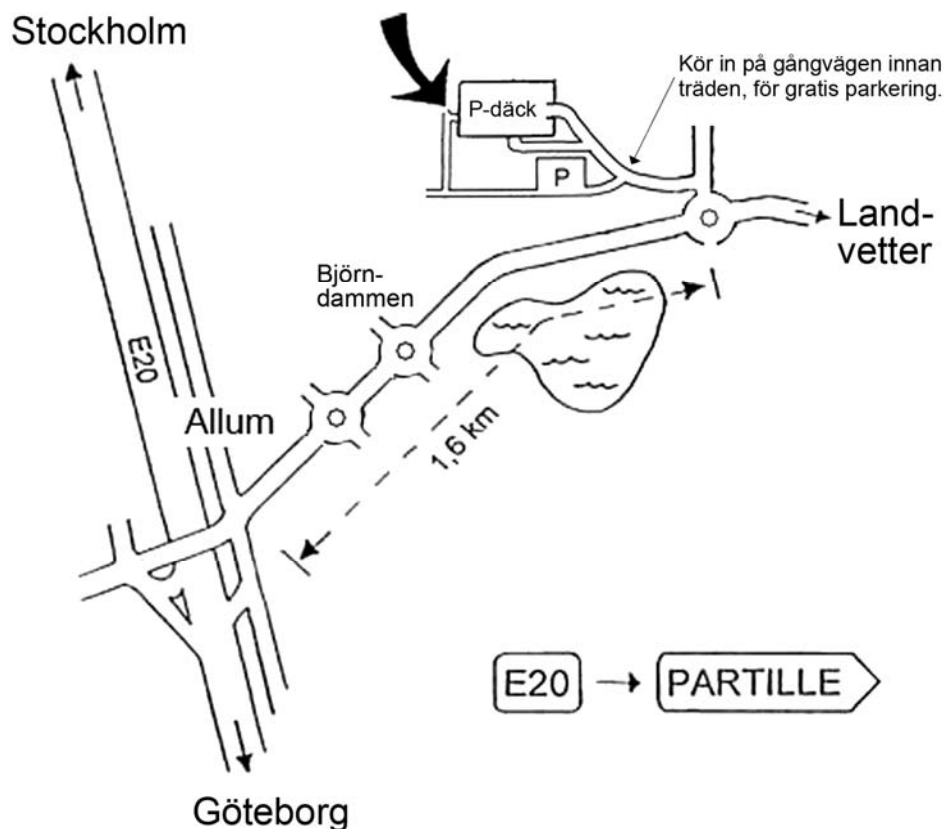 Stockholm
Kör in på gångvägen innan
träden, för gratis parkering.
P-däck
P
Land-
vetter
Björn-
dammen
E20
Allum
1,6 km
E20
PARTILLE
Göteborg